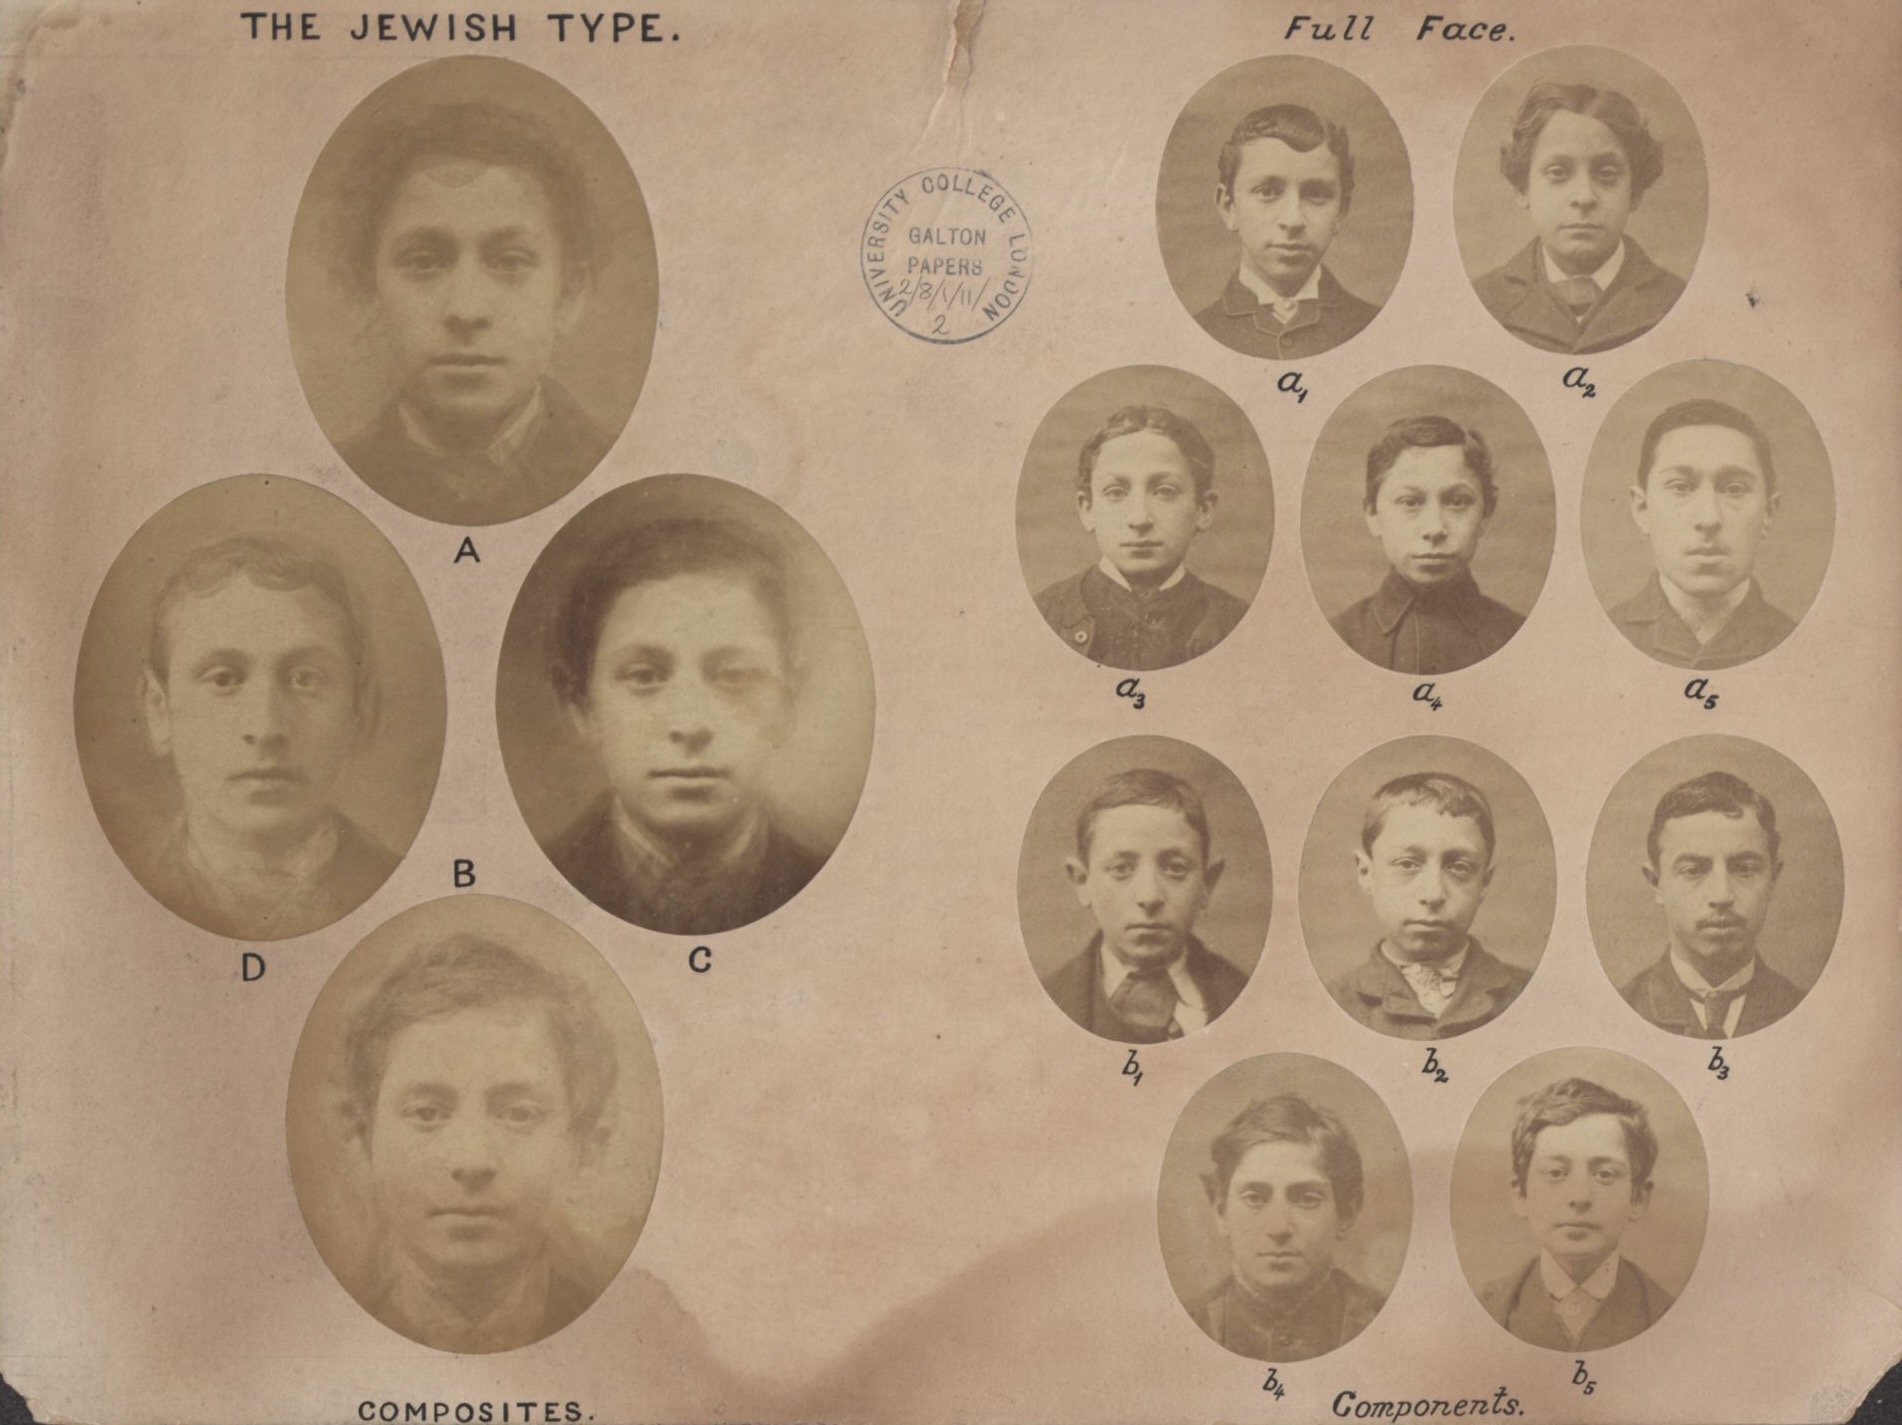 THE JEWISH TYPE.
Full Face.
UNIVERSITY COLLEGE LONDON
GALTON
PAPERS
2/8/1/11/
2
a1
a2
A
a3
a4
a5
B
D
C
b1
b2
b3
b4
b5
COMPOSITES.
Components.